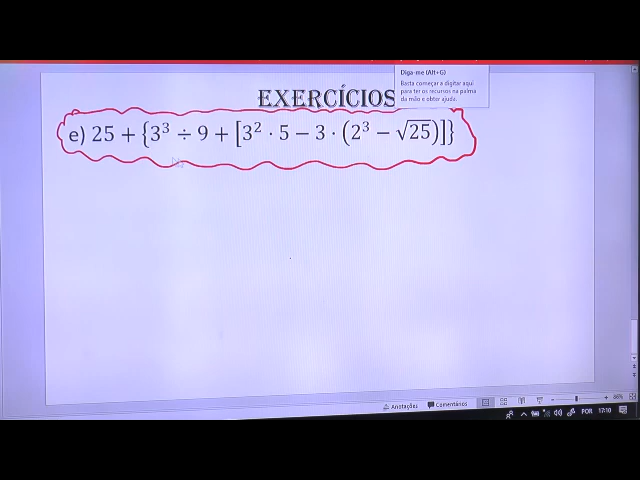 Diga-me (Alt+G)
Basta começar a digitar aqui
para ter os recursos na palma
da mão e obter ajuda.
EXERCÍCIOS
e) 25 + {3³ ÷ 9 + [3² · 5 − 3 · (2³ − √25)]}
Anotações Comentários 86%
POR 17:10